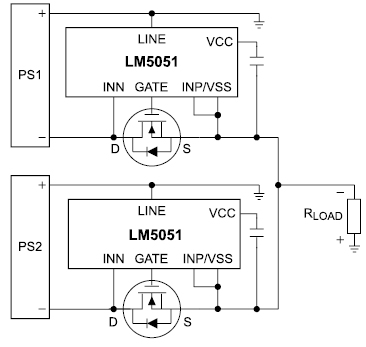 +
LINE
VCC
LM5051
PS1
INN GATE INP/VSS
−
D S
+
LINE
VCC
LM5051
PS2
INN GATE INP/VSS
−
D S
−
RLOAD
+